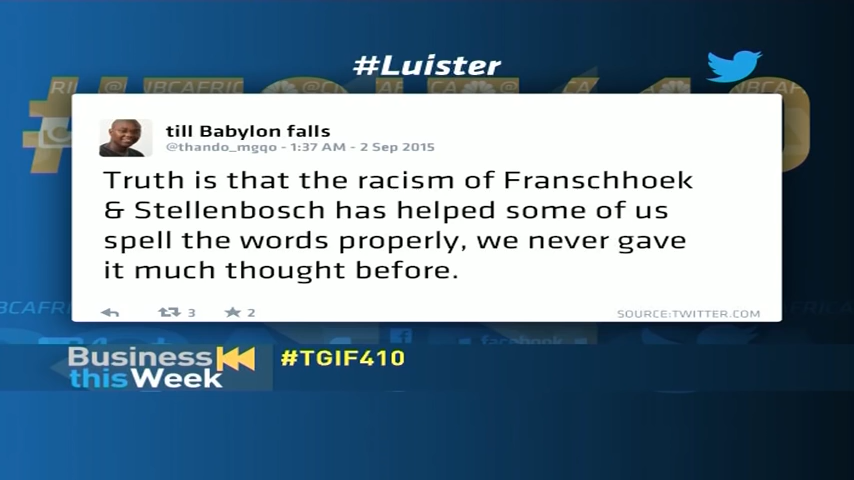 #Luister
till Babylon falls
@thando_mgqo - 1:37 AM - 2 Sep 2015
Truth is that the racism of Franschhoek
& Stellenbosch has helped some of us
spell the words properly, we never gave
it much thought before.
3 2
SOURCE:TWITTER.COM
facebook
Business
thisWeek
#TGIF410